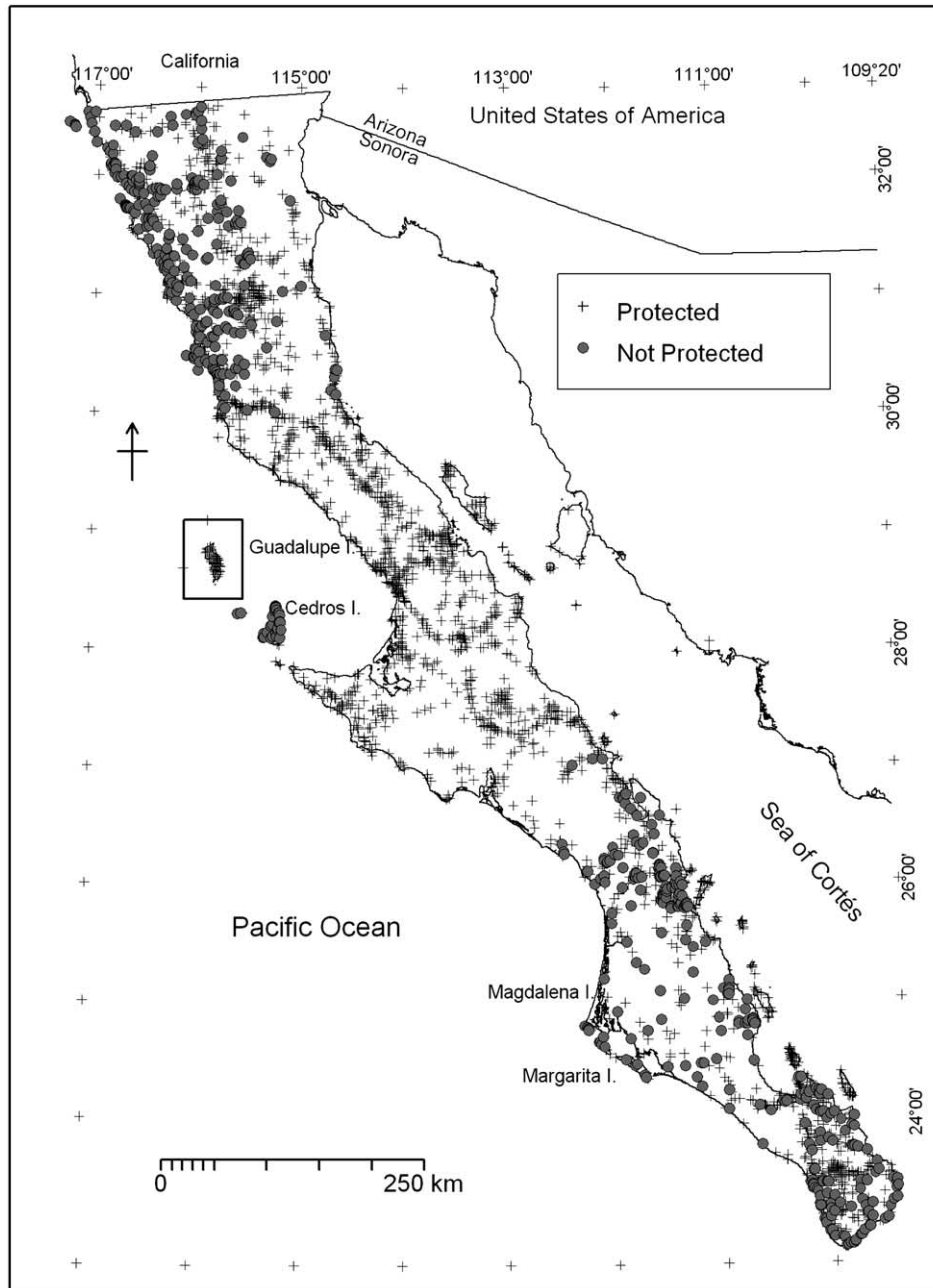 California
117°00'
115°00'
113°00'
111°00'
109°20'
United States of America
Arizona
Sonora
32°00'
Protected
Not Protected
30°00'
Guadalupe I.
Cedros I.
28°00'
Sea of Cortés
26°00'
Pacific Ocean
Magdalena I.
Margarita I.
24°00'
0 250 km